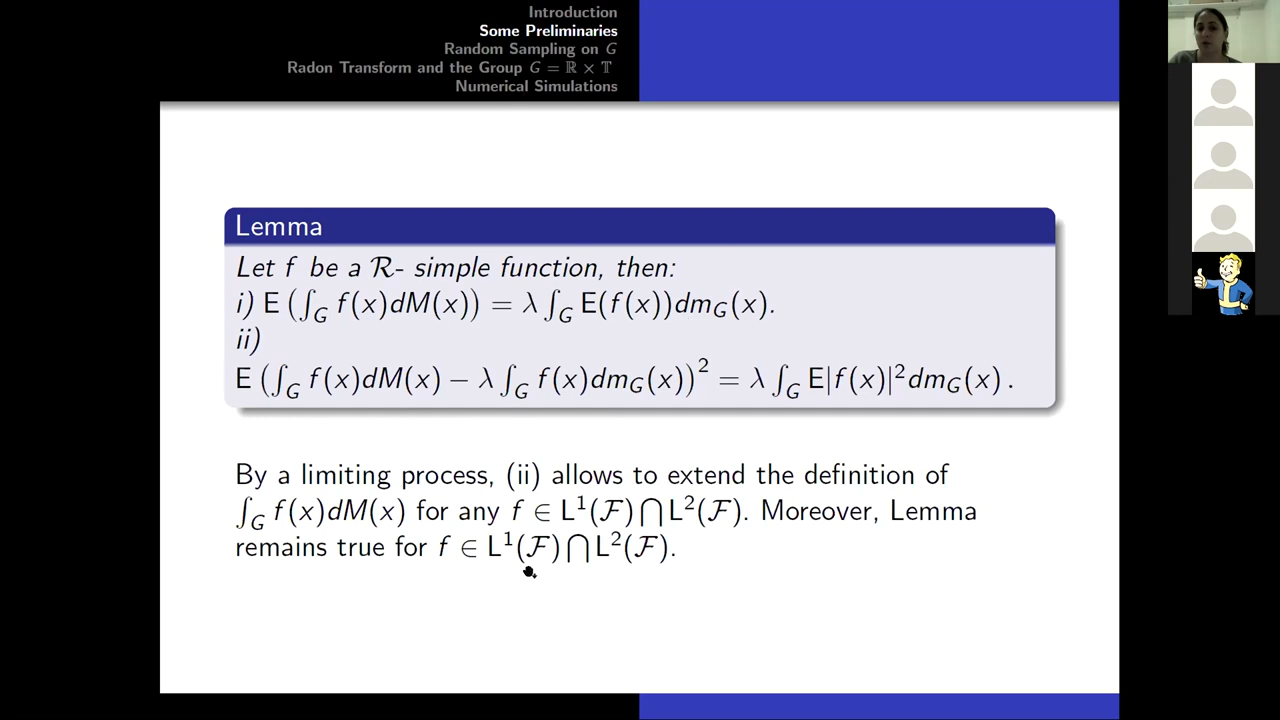 Introduction
Some Preliminaries
Random Sampling on G
Radon Transform and the Group G = ℝ × 𝕋
Numerical Simulations
Lemma
Let f be a ℛ- simple function, then:
i) E (∫_G f(x)dM(x)) = λ ∫_G E(f(x))dm_G(x).
ii)
E (∫_G f(x)dM(x) − λ ∫_G f(x)dm_G(x))² = λ ∫_G E|f(x)|²dm_G(x) .
By a limiting process, (ii) allows to extend the definition of
∫_G f(x)dM(x) for any f ∈ L¹(ℱ) ⋂ L²(ℱ). Moreover, Lemma
remains true for f ∈ L¹(ℱ) ⋂ L²(ℱ).